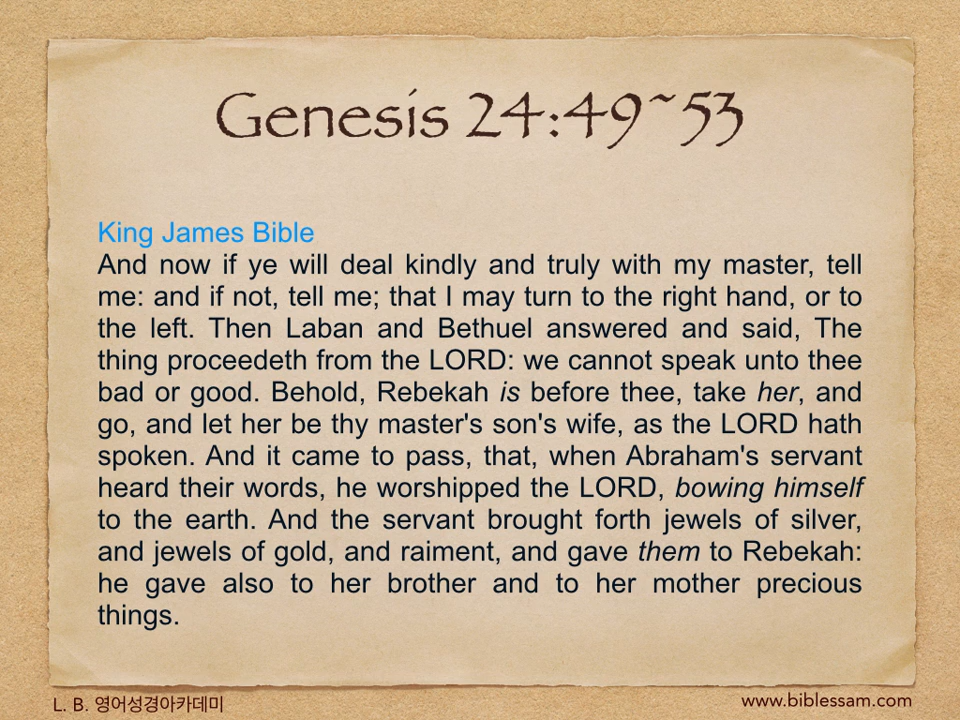 Genesis 24:49~53
King James Bible
And now if ye will deal kindly and truly with my master, tell
me: and if not, tell me; that I may turn to the right hand, or to
the left. Then Laban and Bethuel answered and said, The
thing proceedeth from the LORD: we cannot speak unto thee
bad or good. Behold, Rebekah is before thee, take her, and
go, and let her be thy master's son's wife, as the LORD hath
spoken. And it came to pass, that, when Abraham's servant
heard their words, he worshipped the LORD, bowing himself
to the earth. And the servant brought forth jewels of silver,
and jewels of gold, and raiment, and gave them to Rebekah:
he gave also to her brother and to her mother precious
things.
L. B. 영어성경아카데미
www.biblessam.com